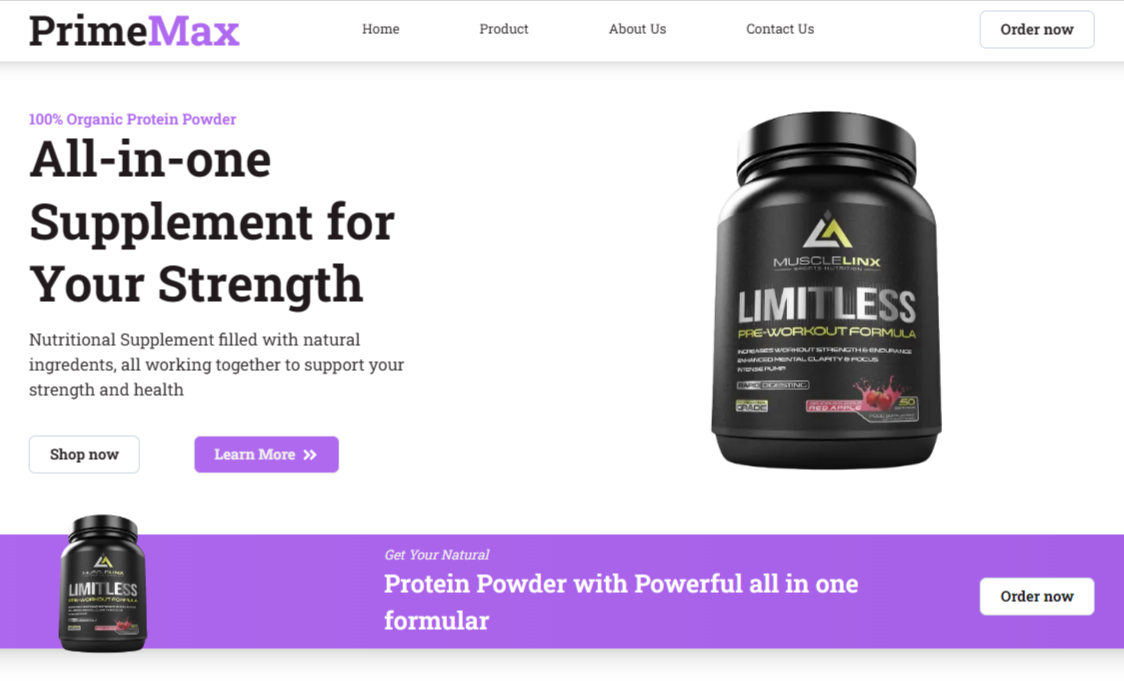 PrimeMax
Home
Product
About Us
Contact Us
Order now
100% Organic Protein Powder
All-in-one
Supplement for
Your Strength
Nutritional Supplement filled with natural
ingredents, all working together to support your
strength and health
Shop now
Learn More
MUSCLELINX
SPORTS NUTRITION
LIMITLESS
PRE-WORKOUT FORMULA
INCREASES WORKOUT STRENGTH & ENDURANCE
ENHANCED MENTAL CLARITY & FOCUS
INTENSE PUMP
RAPID DIGESTING
GRADE
RED APPLE
50
LIMITLESS
PRE-WORKOUT FORMULA
Get Your Natural
Protein Powder with Powerful all in one
formular
Order now